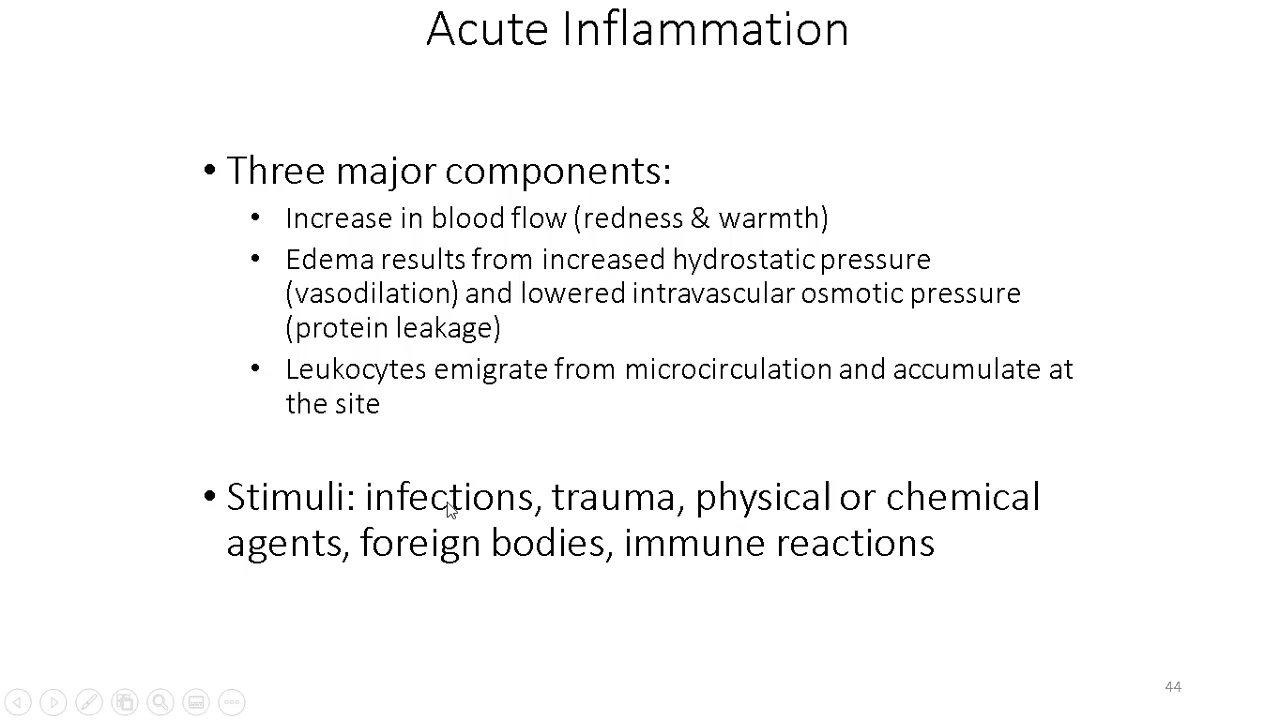 Acute Inflammation
• Three major components:
• Increase in blood flow (redness & warmth)
• Edema results from increased hydrostatic pressure
(vasodilation) and lowered intravascular osmotic pressure
(protein leakage)
• Leukocytes emigrate from microcirculation and accumulate at
the site
• Stimuli: infections, trauma, physical or chemical
agents, foreign bodies, immune reactions
44